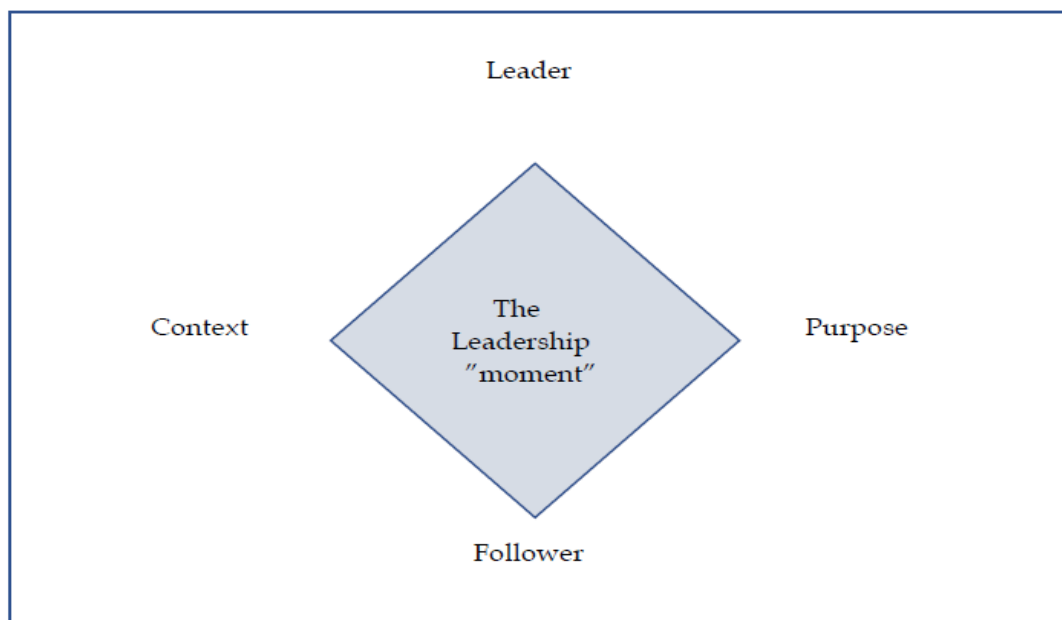 Leader
Context
The
Leadership
"moment"
Purpose
Follower